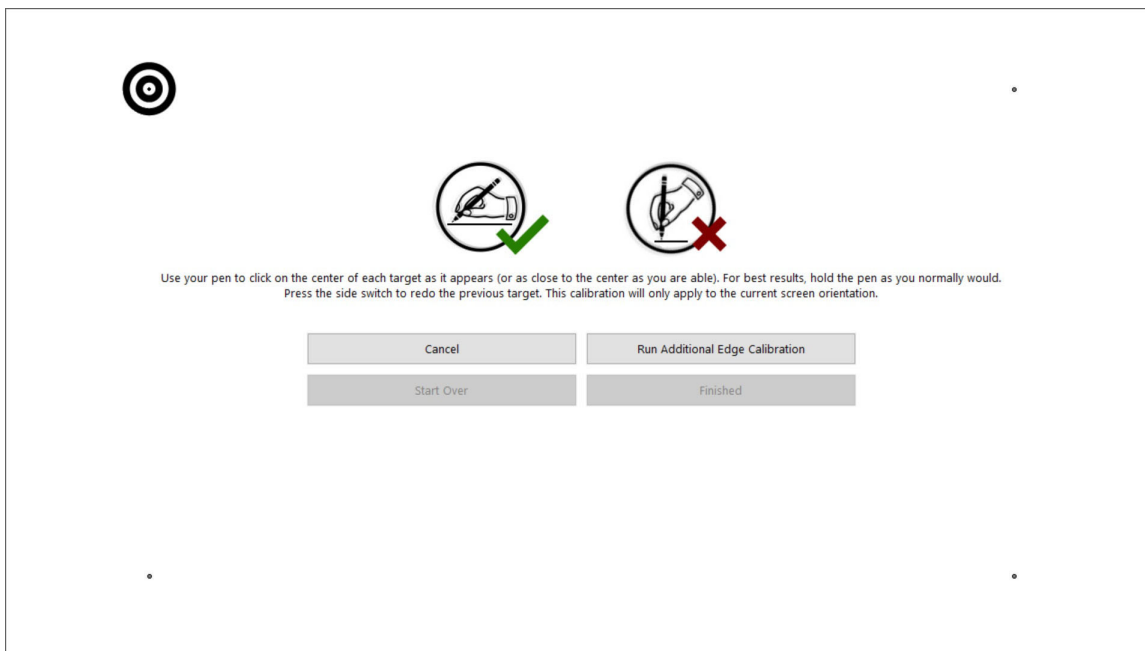 Use your pen to click on the center of each target as it appears (or as close to the center as you are able). For best results, hold the pen as you normally would.
Press the side switch to redo the previous target. This calibration will only apply to the current screen orientation.
Cancel
Run Additional Edge Calibration
Start Over
Finished